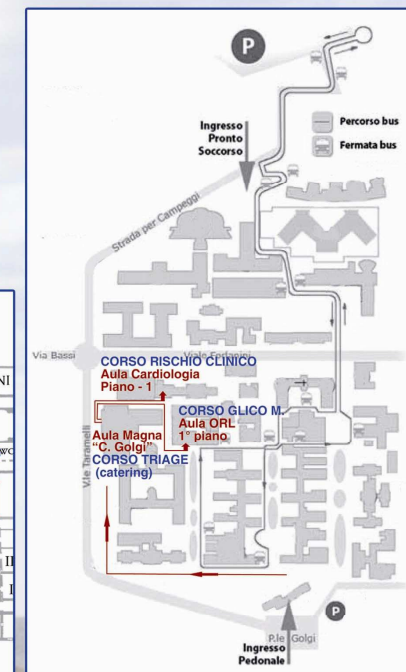 P
Ingresso
Pronto
Soccorso
Percorso bus
Fermata bus
Strada per Campeggi
Via Bassi
Viale Forlanini
CORSO RISCHIO CLINICO
Aula Cardiologia
Piano - 1
CORSO GLICO M.
Aula ORL
1° piano
Aula Magna
“C. Golgi”
CORSO TRIAGE
(catering)
V.le Taramelli
P
P.le Golgi
Ingresso
Pedonale
NI